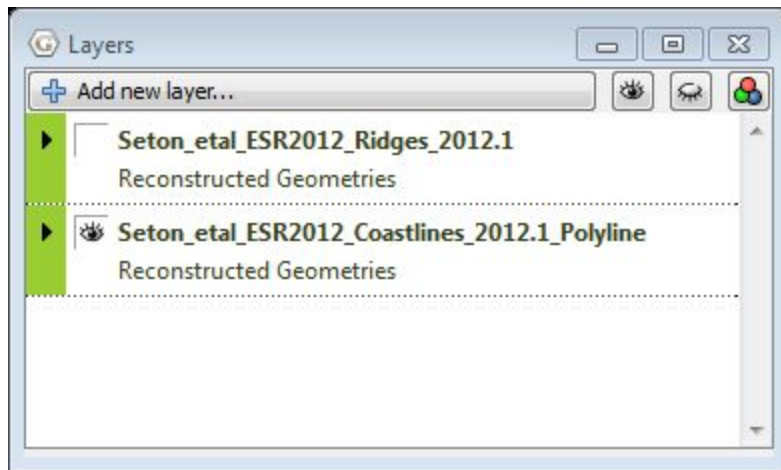 Layers
Add new layer...
Seton_etal_ESR2012_Ridges_2012.1
Reconstructed Geometries
Seton_etal_ESR2012_Coastlines_2012.1_Polyline
Reconstructed Geometries